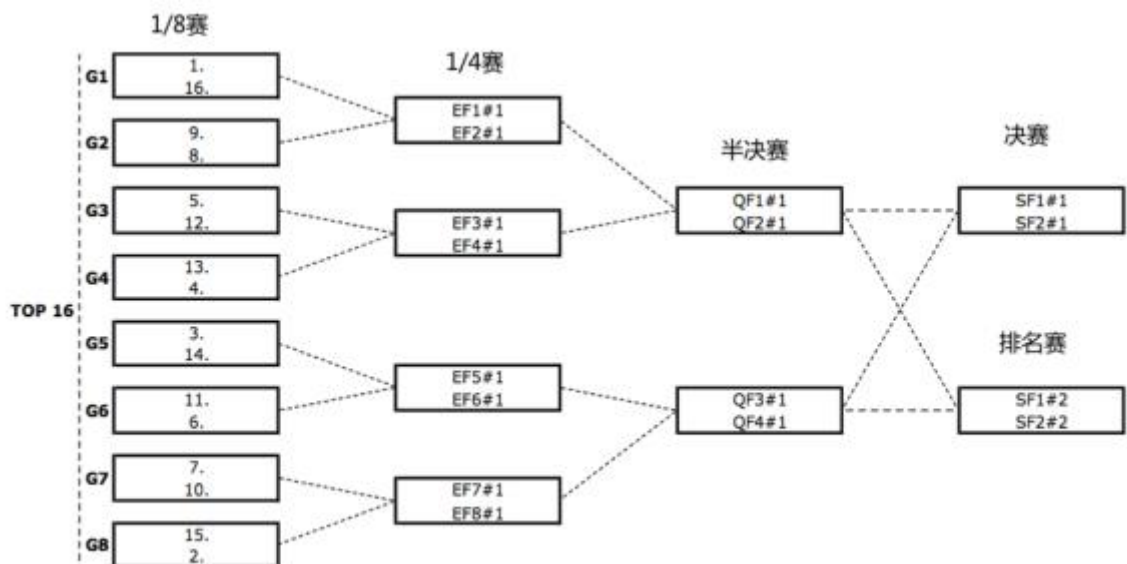 1/8赛
G1
1.
16.
G2
9.
8.
G3
5.
12.
G4
13.
4.
TOP 16
G5
3.
14.
G6
11.
6.
G7
7.
10.
G8
15.
2.
1/4赛
EF1#1
EF2#1
EF3#1
EF4#1
EF5#1
EF6#1
EF7#1
EF8#1
半决赛
QF1#1
QF2#1
QF3#1
QF4#1
决赛
SF1#1
SF2#1
排名赛
SF1#2
SF2#2